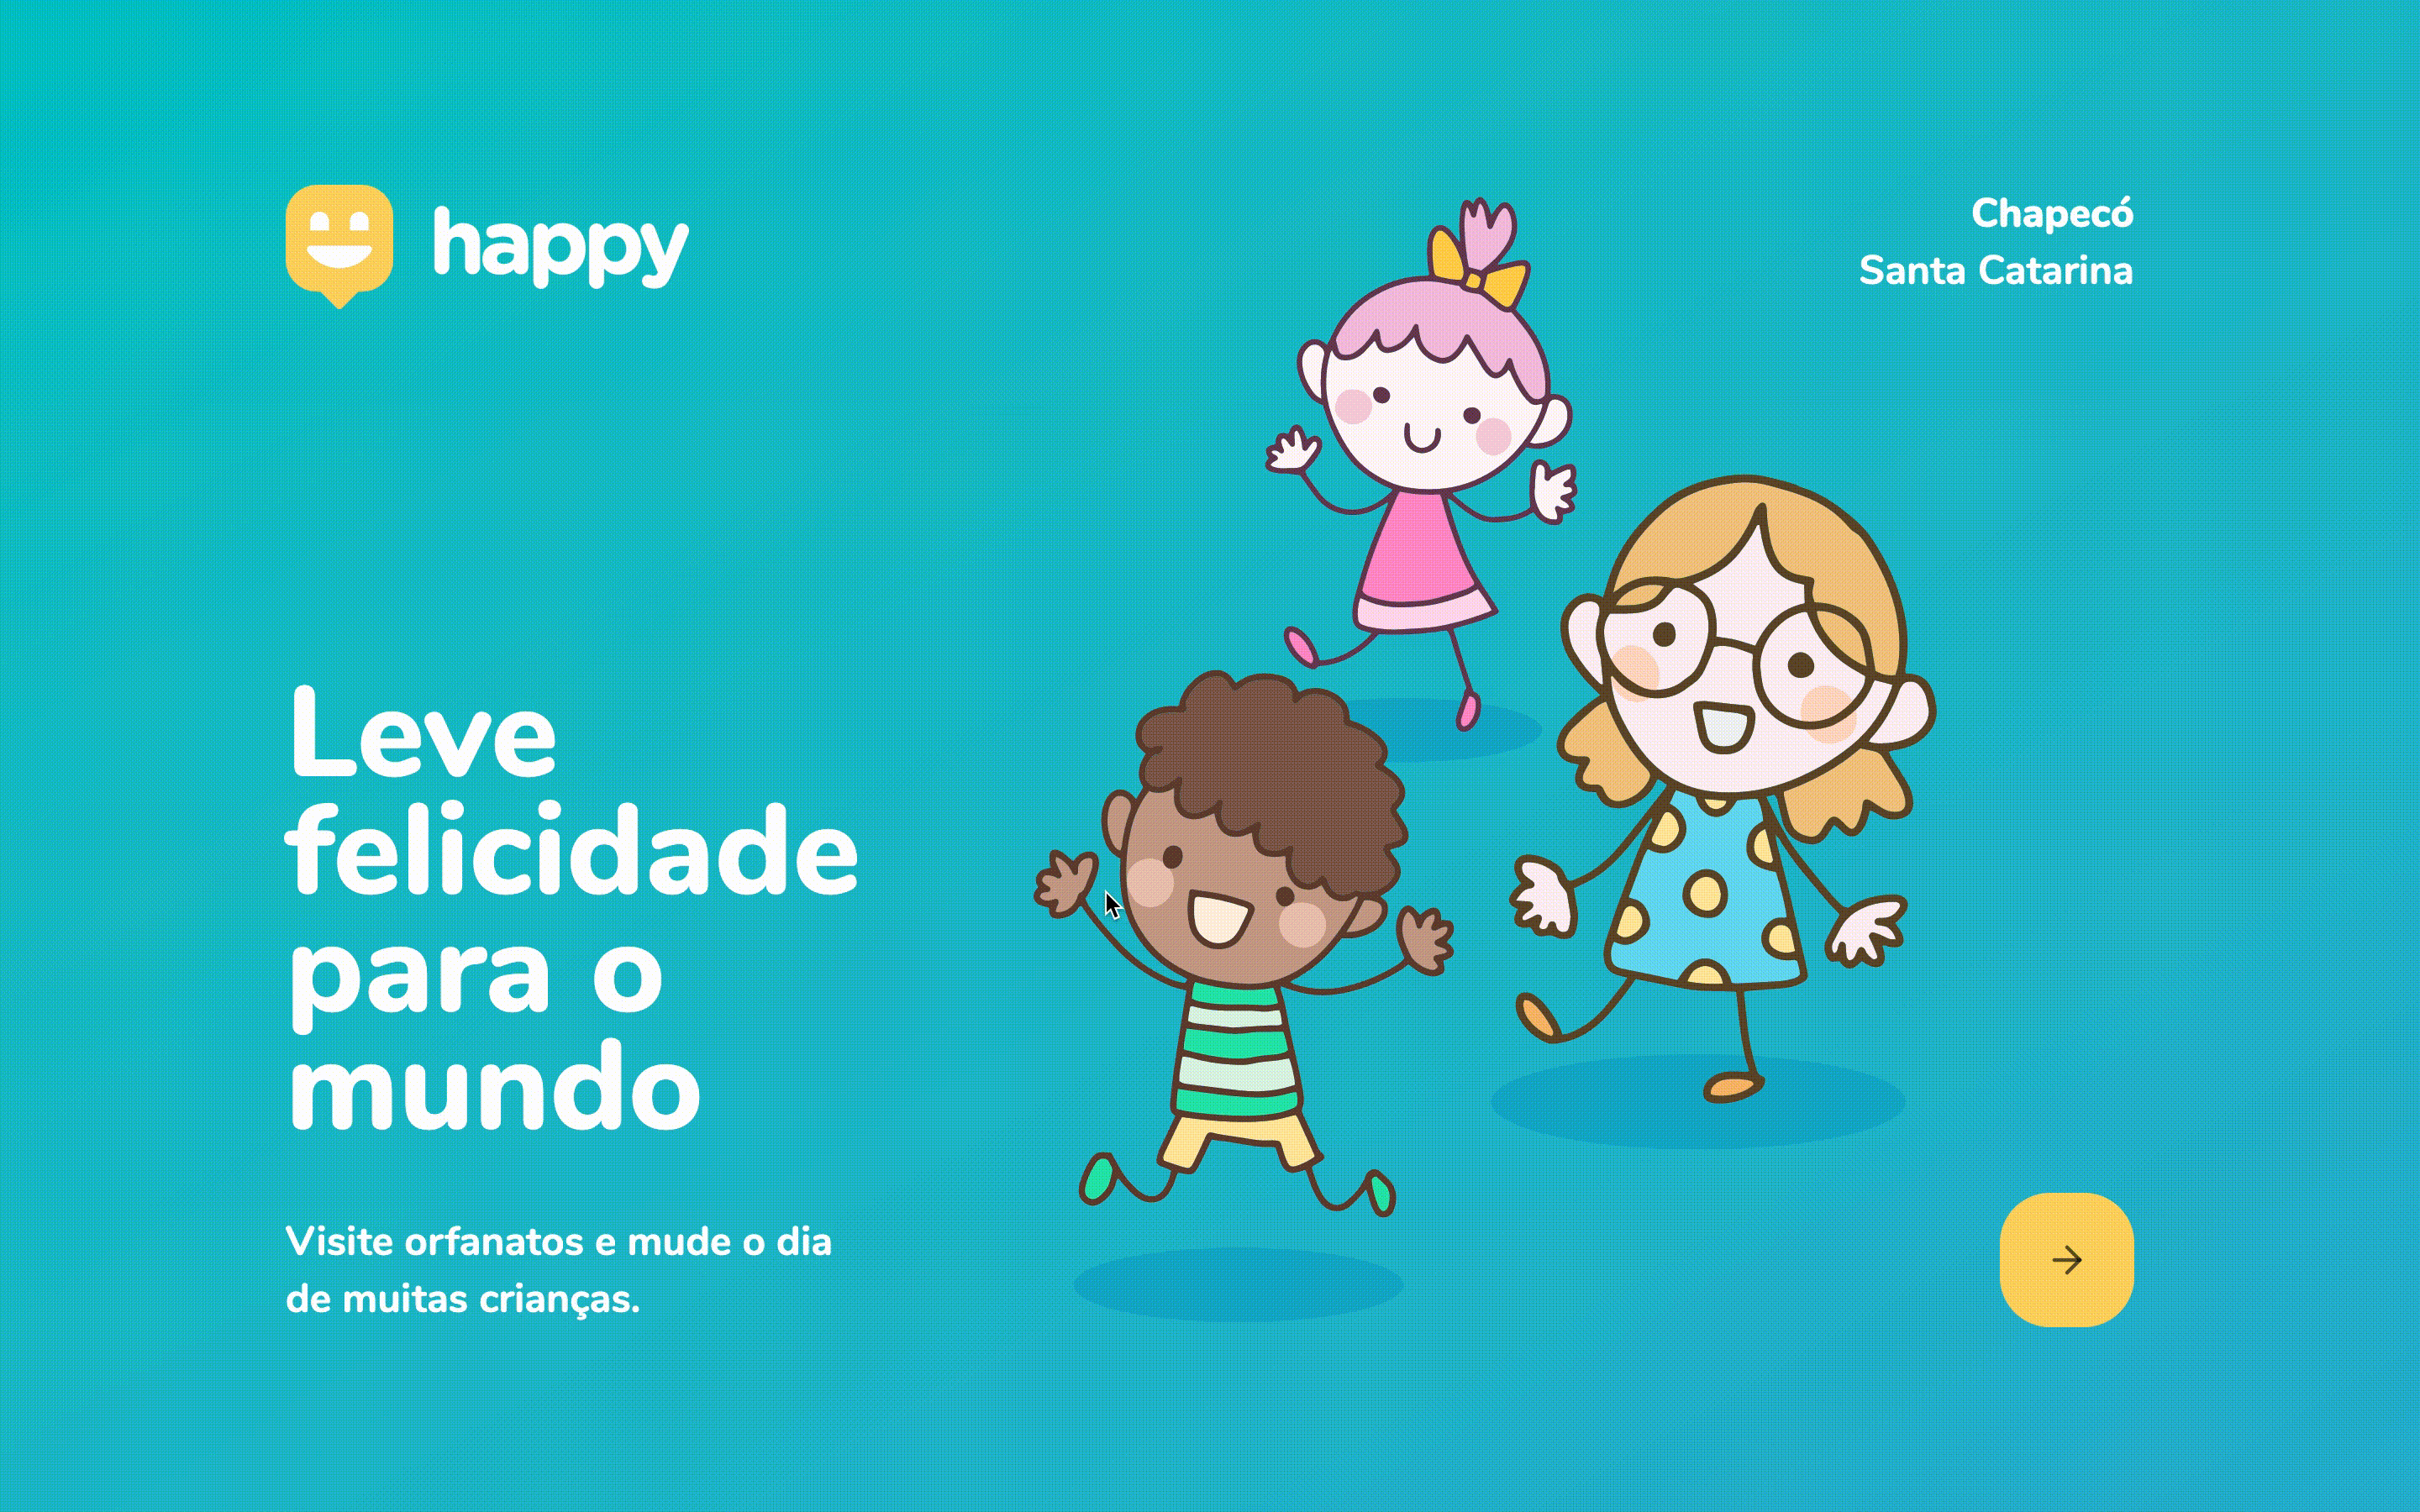 happy
Chapecó
Santa Catarina
Leve
felicidade
para o
mundo
Visite orfanatos e mude o dia
de muitas crianças.